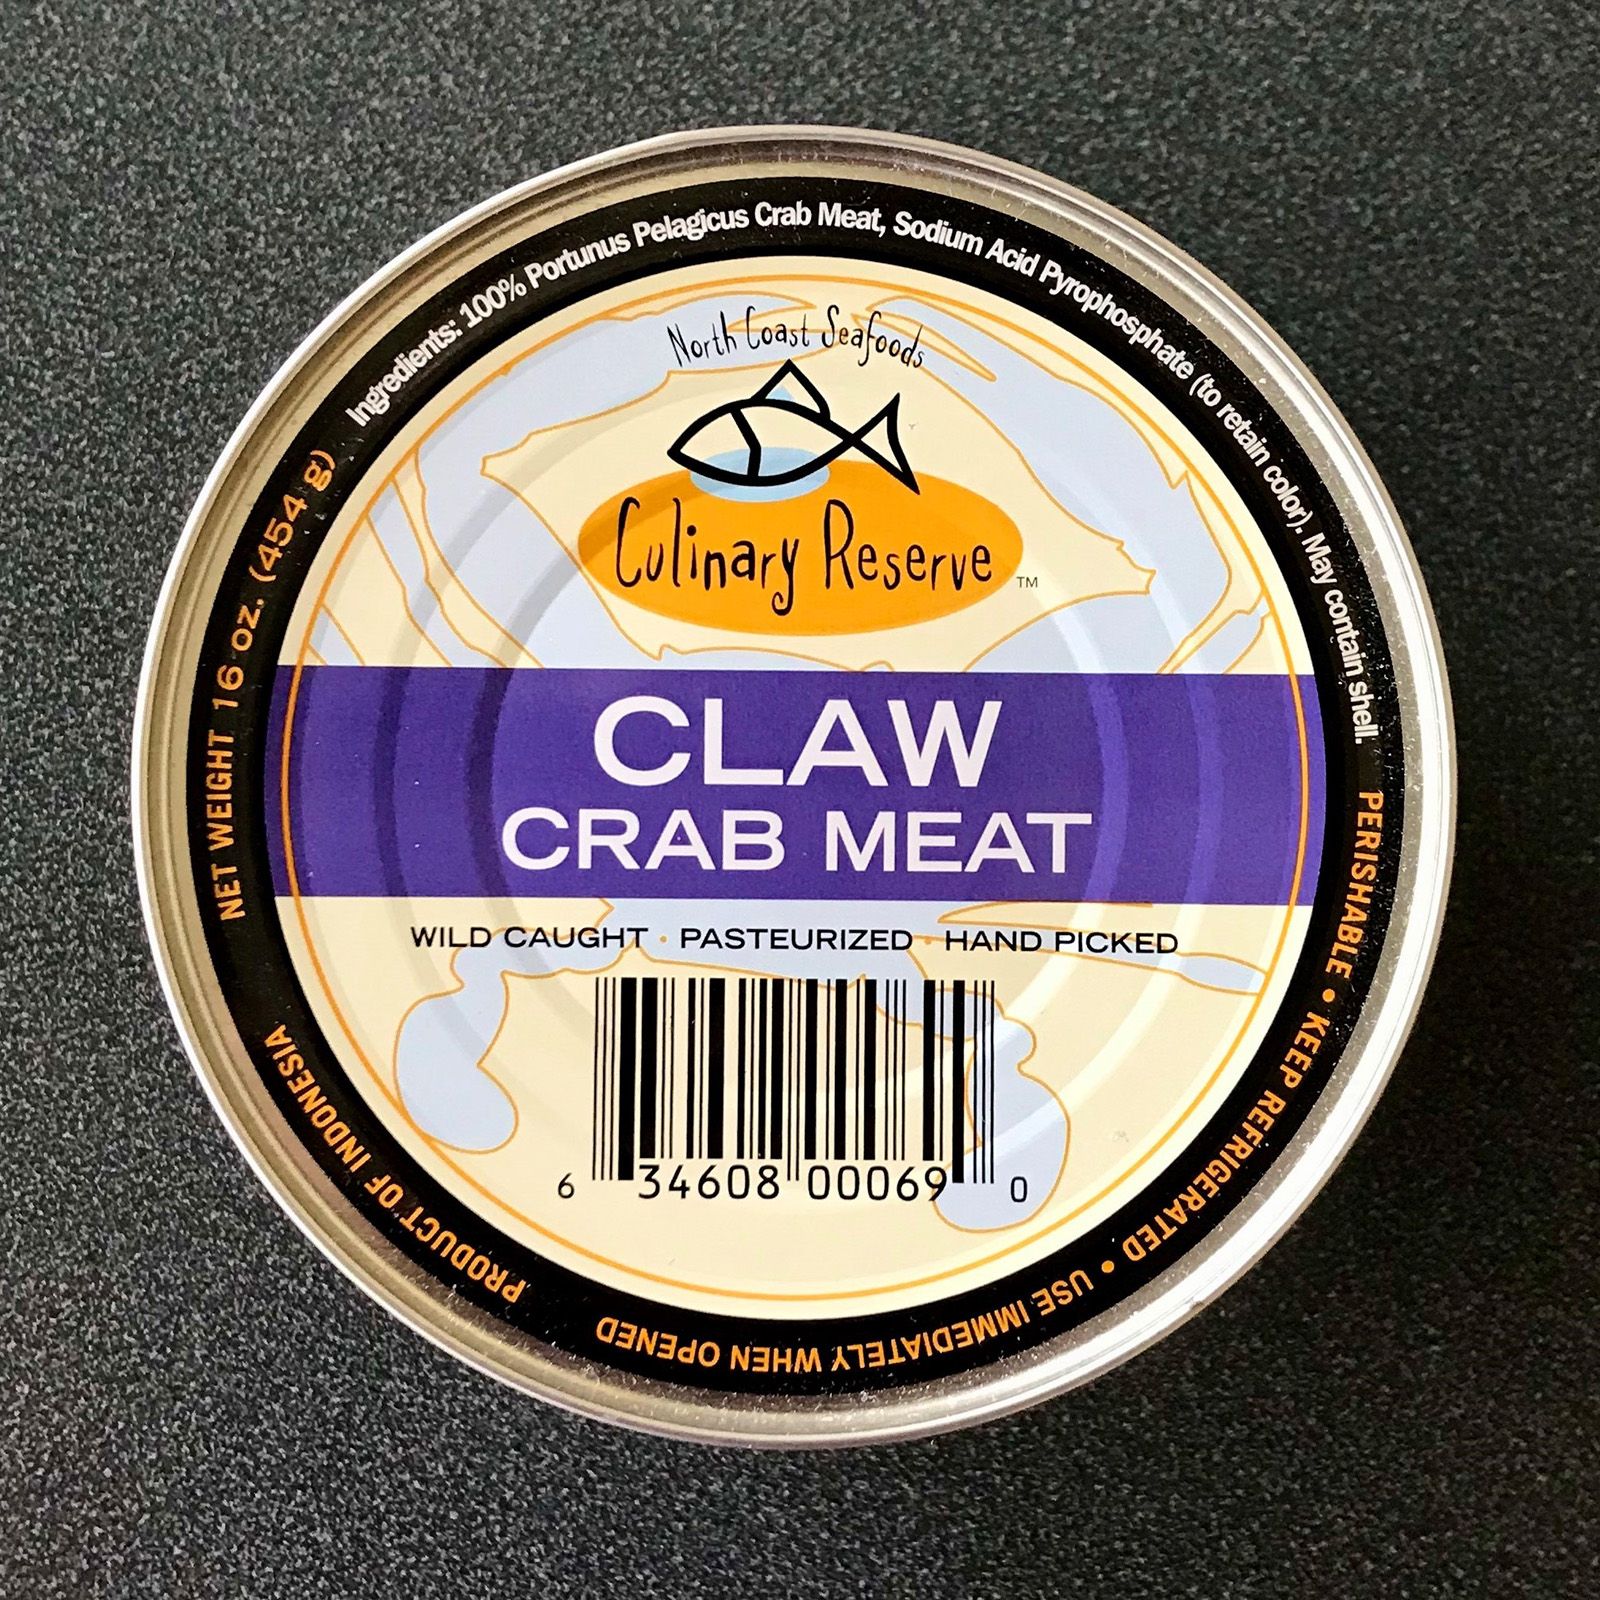 North Coast Seafoods
Culinary Reserve ™
CLAW
CRAB MEAT
WILD CAUGHT · PASTEURIZED · HAND PICKED
6 34608 00069 0
NET WEIGHT 16 oz. (454 g)
Ingredients: 100% Portunus Pelagicus Crab Meat, Sodium Acid Pyrophosphate (to retain color). May contain shell.
PERISHABLE • KEEP REFRIGERATED • USE IMMEDIATELY WHEN OPENED
PRODUCT OF INDONESIA